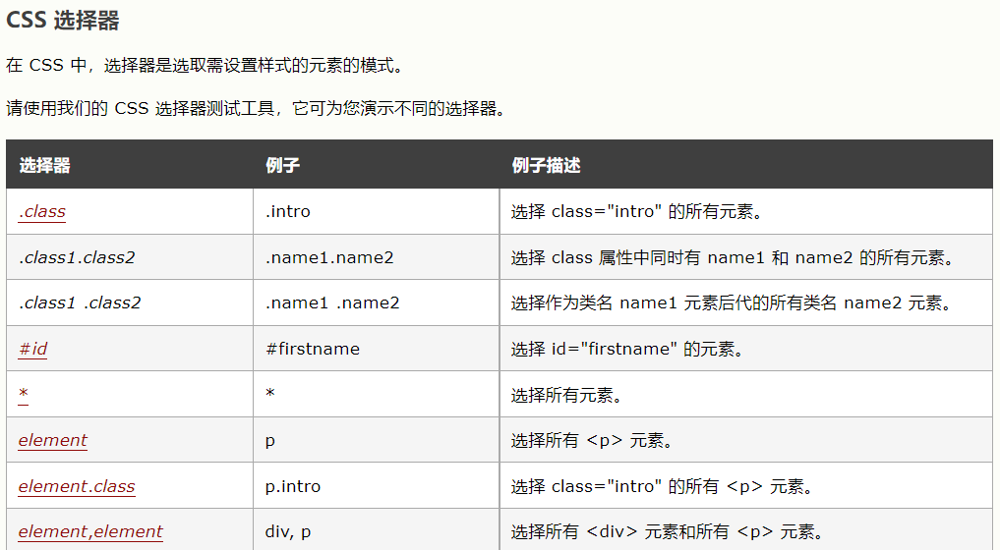 CSS 选择器
在 CSS 中，选择器是选取需设置样式的元素的模式。
请使用我们的 CSS 选择器测试工具，它可为您演示不同的选择器。
选择器 例子 例子描述
.class .intro 选择 class="intro" 的所有元素。
.class1.class2 .name1.name2 选择 class 属性中同时有 name1 和 name2 的所有元素。
.class1 .class2 .name1 .name2 选择作为类名 name1 元素后代的所有类名 name2 元素。
#id #firstname 选择 id="firstname" 的元素。
* * 选择所有元素。
element p 选择所有 <p> 元素。
element.class p.intro 选择 class="intro" 的所有 <p> 元素。
element,element div, p 选择所有 <div> 元素和所有 <p> 元素。